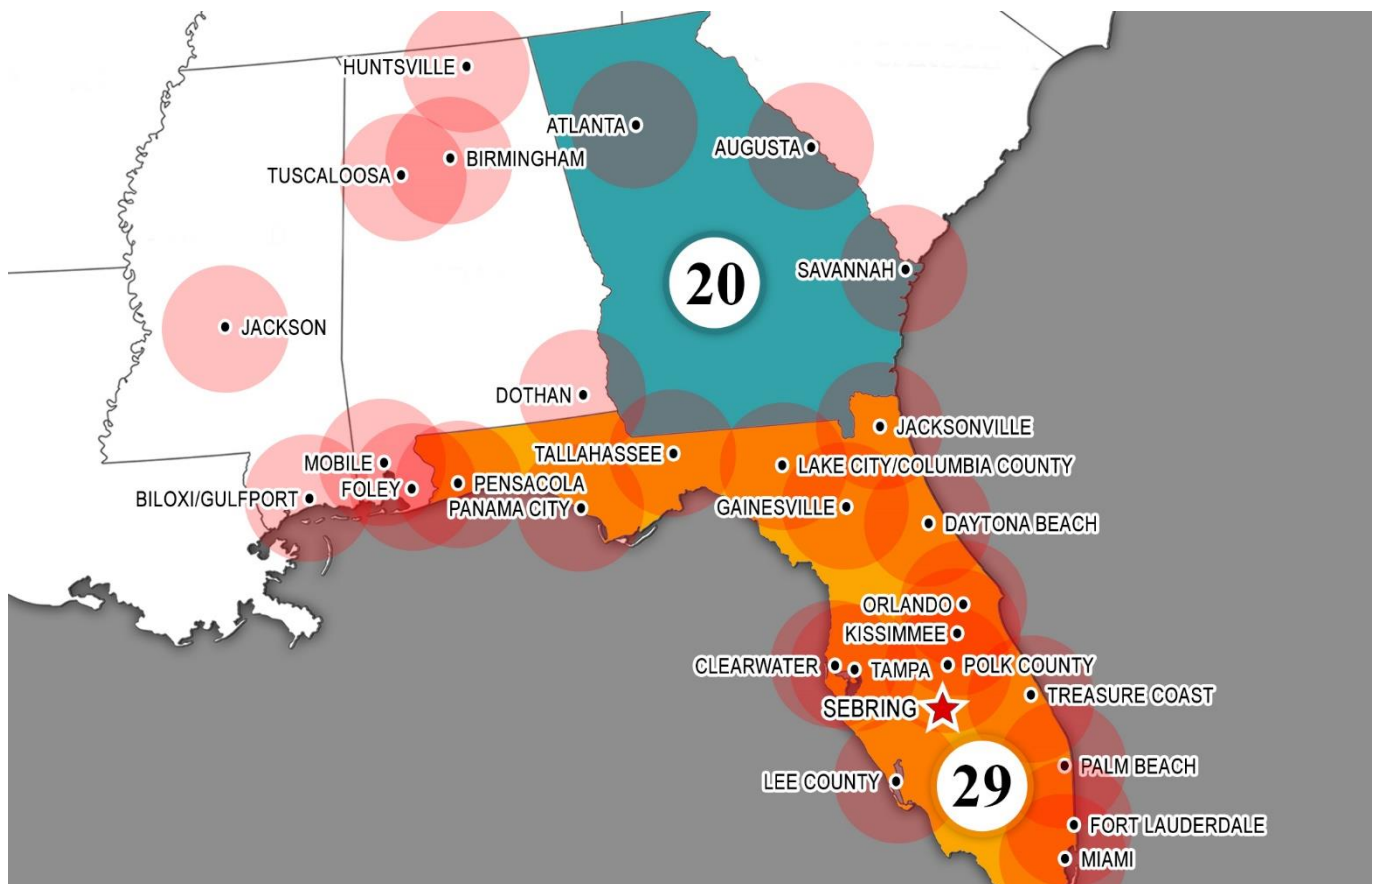 HUNTSVILLE
ATLANTA
AUGUSTA
BIRMINGHAM
TUSCALOOSA
SAVANNAH
20
JACKSON
DOTHAN
JACKSONVILLE
TALLAHASSEE
MOBILE
LAKE CITY/COLUMBIA COUNTY
FOLEY
PENSACOLA
BILOXI/GULFPORT
PANAMA CITY
GAINESVILLE
DAYTONA BEACH
ORLANDO
KISSIMMEE
CLEARWATER
TAMPA
POLK COUNTY
TREASURE COAST
SEBRING
PALM BEACH
LEE COUNTY
29
FORT LAUDERDALE
MIAMI